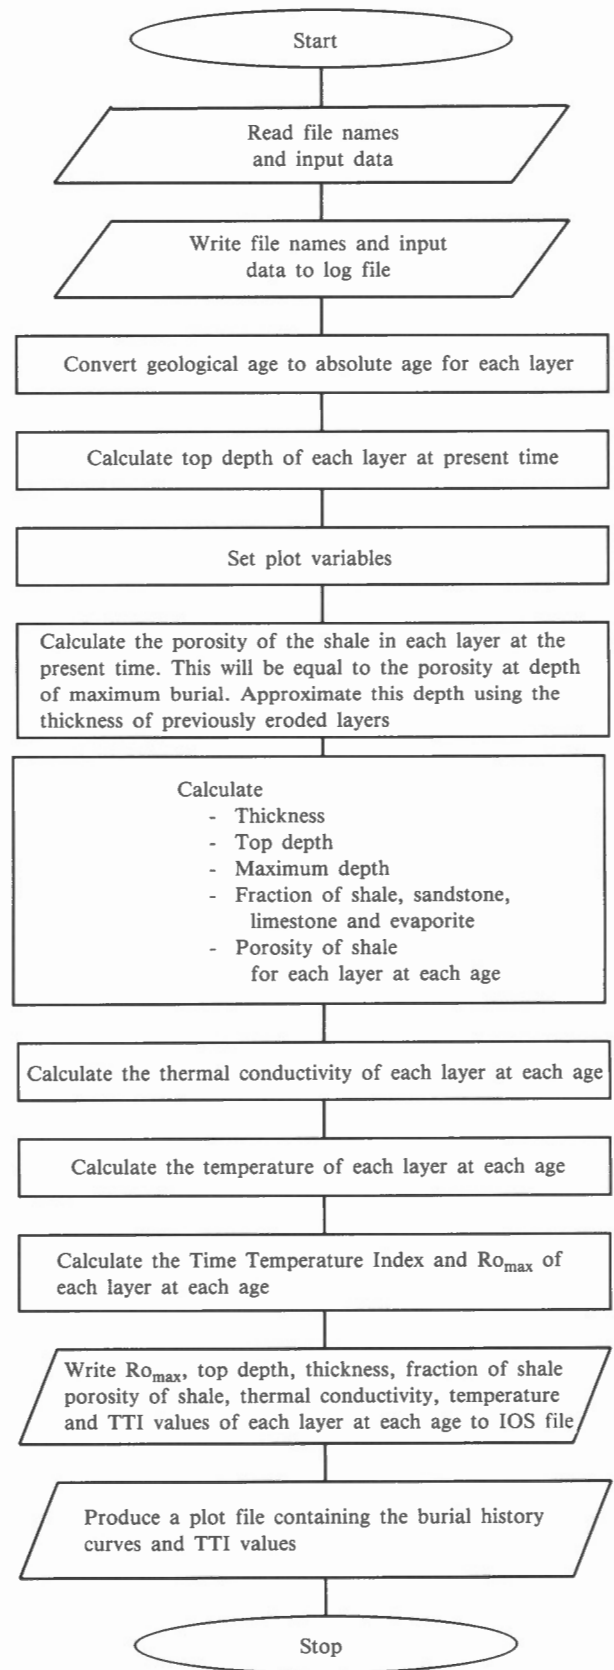 Start
Read file names
and input data
Write file names and input
data to log file
Convert geological age to absolute age for each layer
Calculate top depth of each layer at present time
Set plot variables
Calculate the porosity of the shale in each layer at the
present time. This will be equal to the porosity at depth
of maximum burial. Approximate this depth using the
thickness of previously eroded layers
Calculate
- Thickness
- Top depth
- Maximum depth
- Fraction of shale, sandstone,
limestone and evaporite
- Porosity of shale
for each layer at each age
Calculate the thermal conductivity of each layer at each age
Calculate the temperature of each layer at each age
Calculate the Time Temperature Index and Romax of
each layer at each age
Write Romax, top depth, thickness, fraction of shale
porosity of shale, thermal conductivity, temperature
and TTI values of each layer at each age to IOS file
Produce a plot file containing the burial history
curves and TTI values
Stop